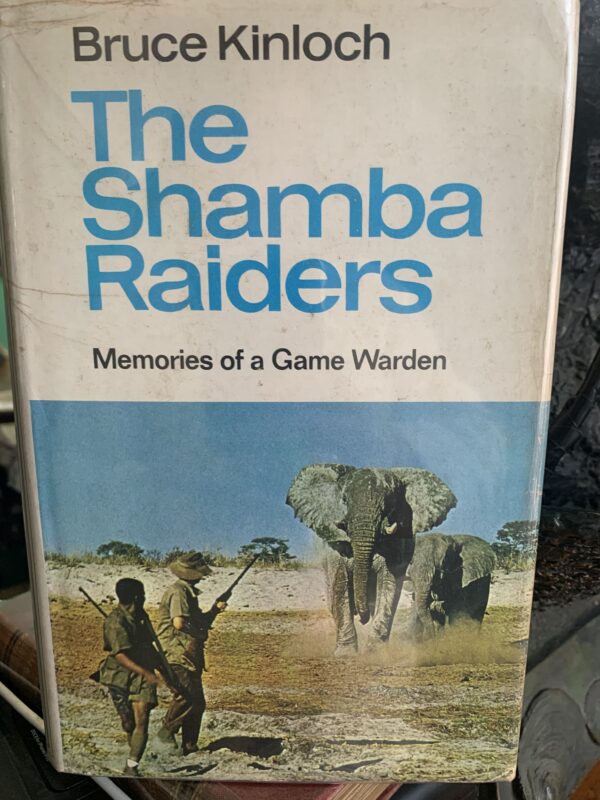 Bruce Kinloch
The
Shamba
Raiders
Memories of a Game Warden